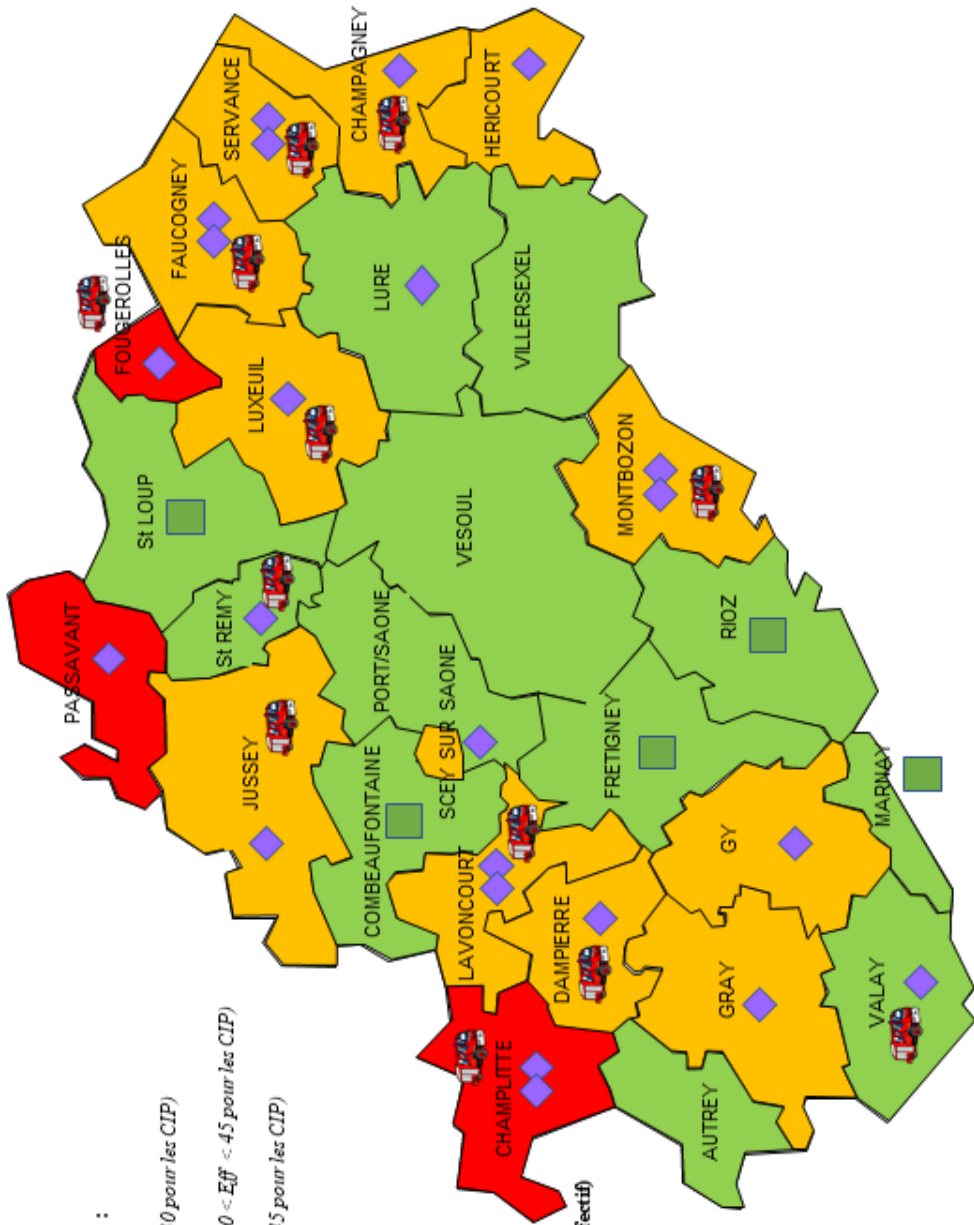 :
PASSAVANT
FOUGEROLLES
St LOUP
0 pour les CIP)
FAUCOGNEY
0 < Eff < 45 pour les CIP)
St REMY
SERVANCE
JUSSEY
LUXEUIL
5 pour les CIP)
CHAMPAGNEY
COMBEAUFONTAINE
PORT/SAONE
LURE
SCEY SUR SAONE
LAVONCOURT
VESOUL
HERICOURT
CHAMPLITTE
VILLERSEXEL
DAMPIERRE
fectif)
FRETIGNEY
MONTBOZON
AUTREY
GRAY
GY
RIOZ
VALAY
MARNAY